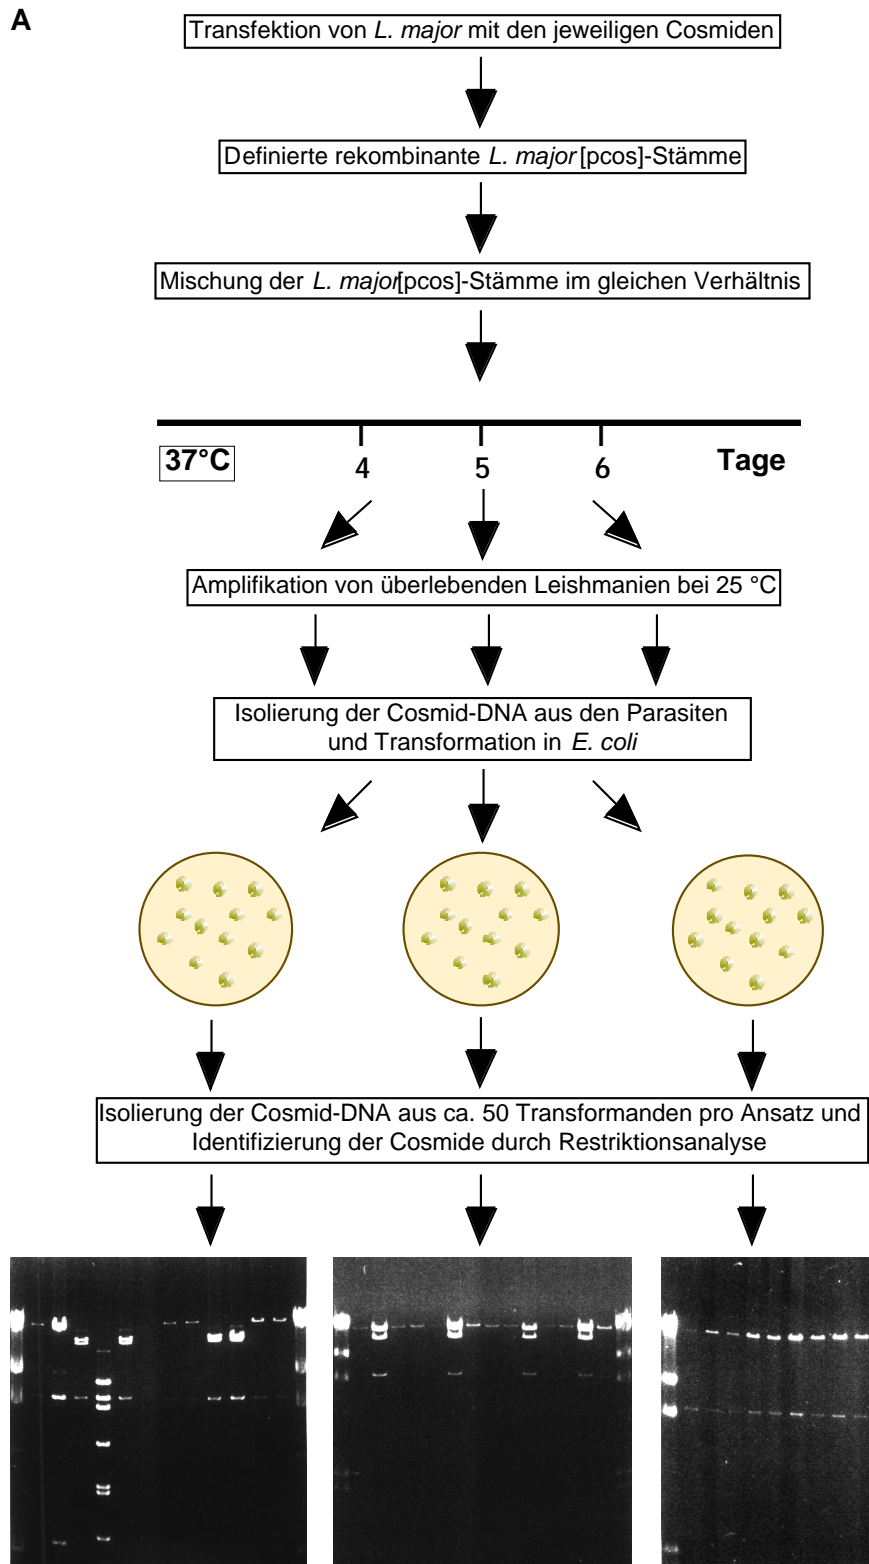 A
Transfektion von L. major mit den jeweiligen Cosmiden
Definierte rekombinante L. major [pcos]-Stämme
Mischung der L. major[pcos]-Stämme im gleichen Verhältnis
37°C 4 5 6 Tage
Amplifikation von überlebenden Leishmanien bei 25 °C
Isolierung der Cosmid-DNA aus den Parasiten
und Transformation in E. coli
Isolierung der Cosmid-DNA aus ca. 50 Transformanden pro Ansatz und
Identifizierung der Cosmide durch Restriktionsanalyse